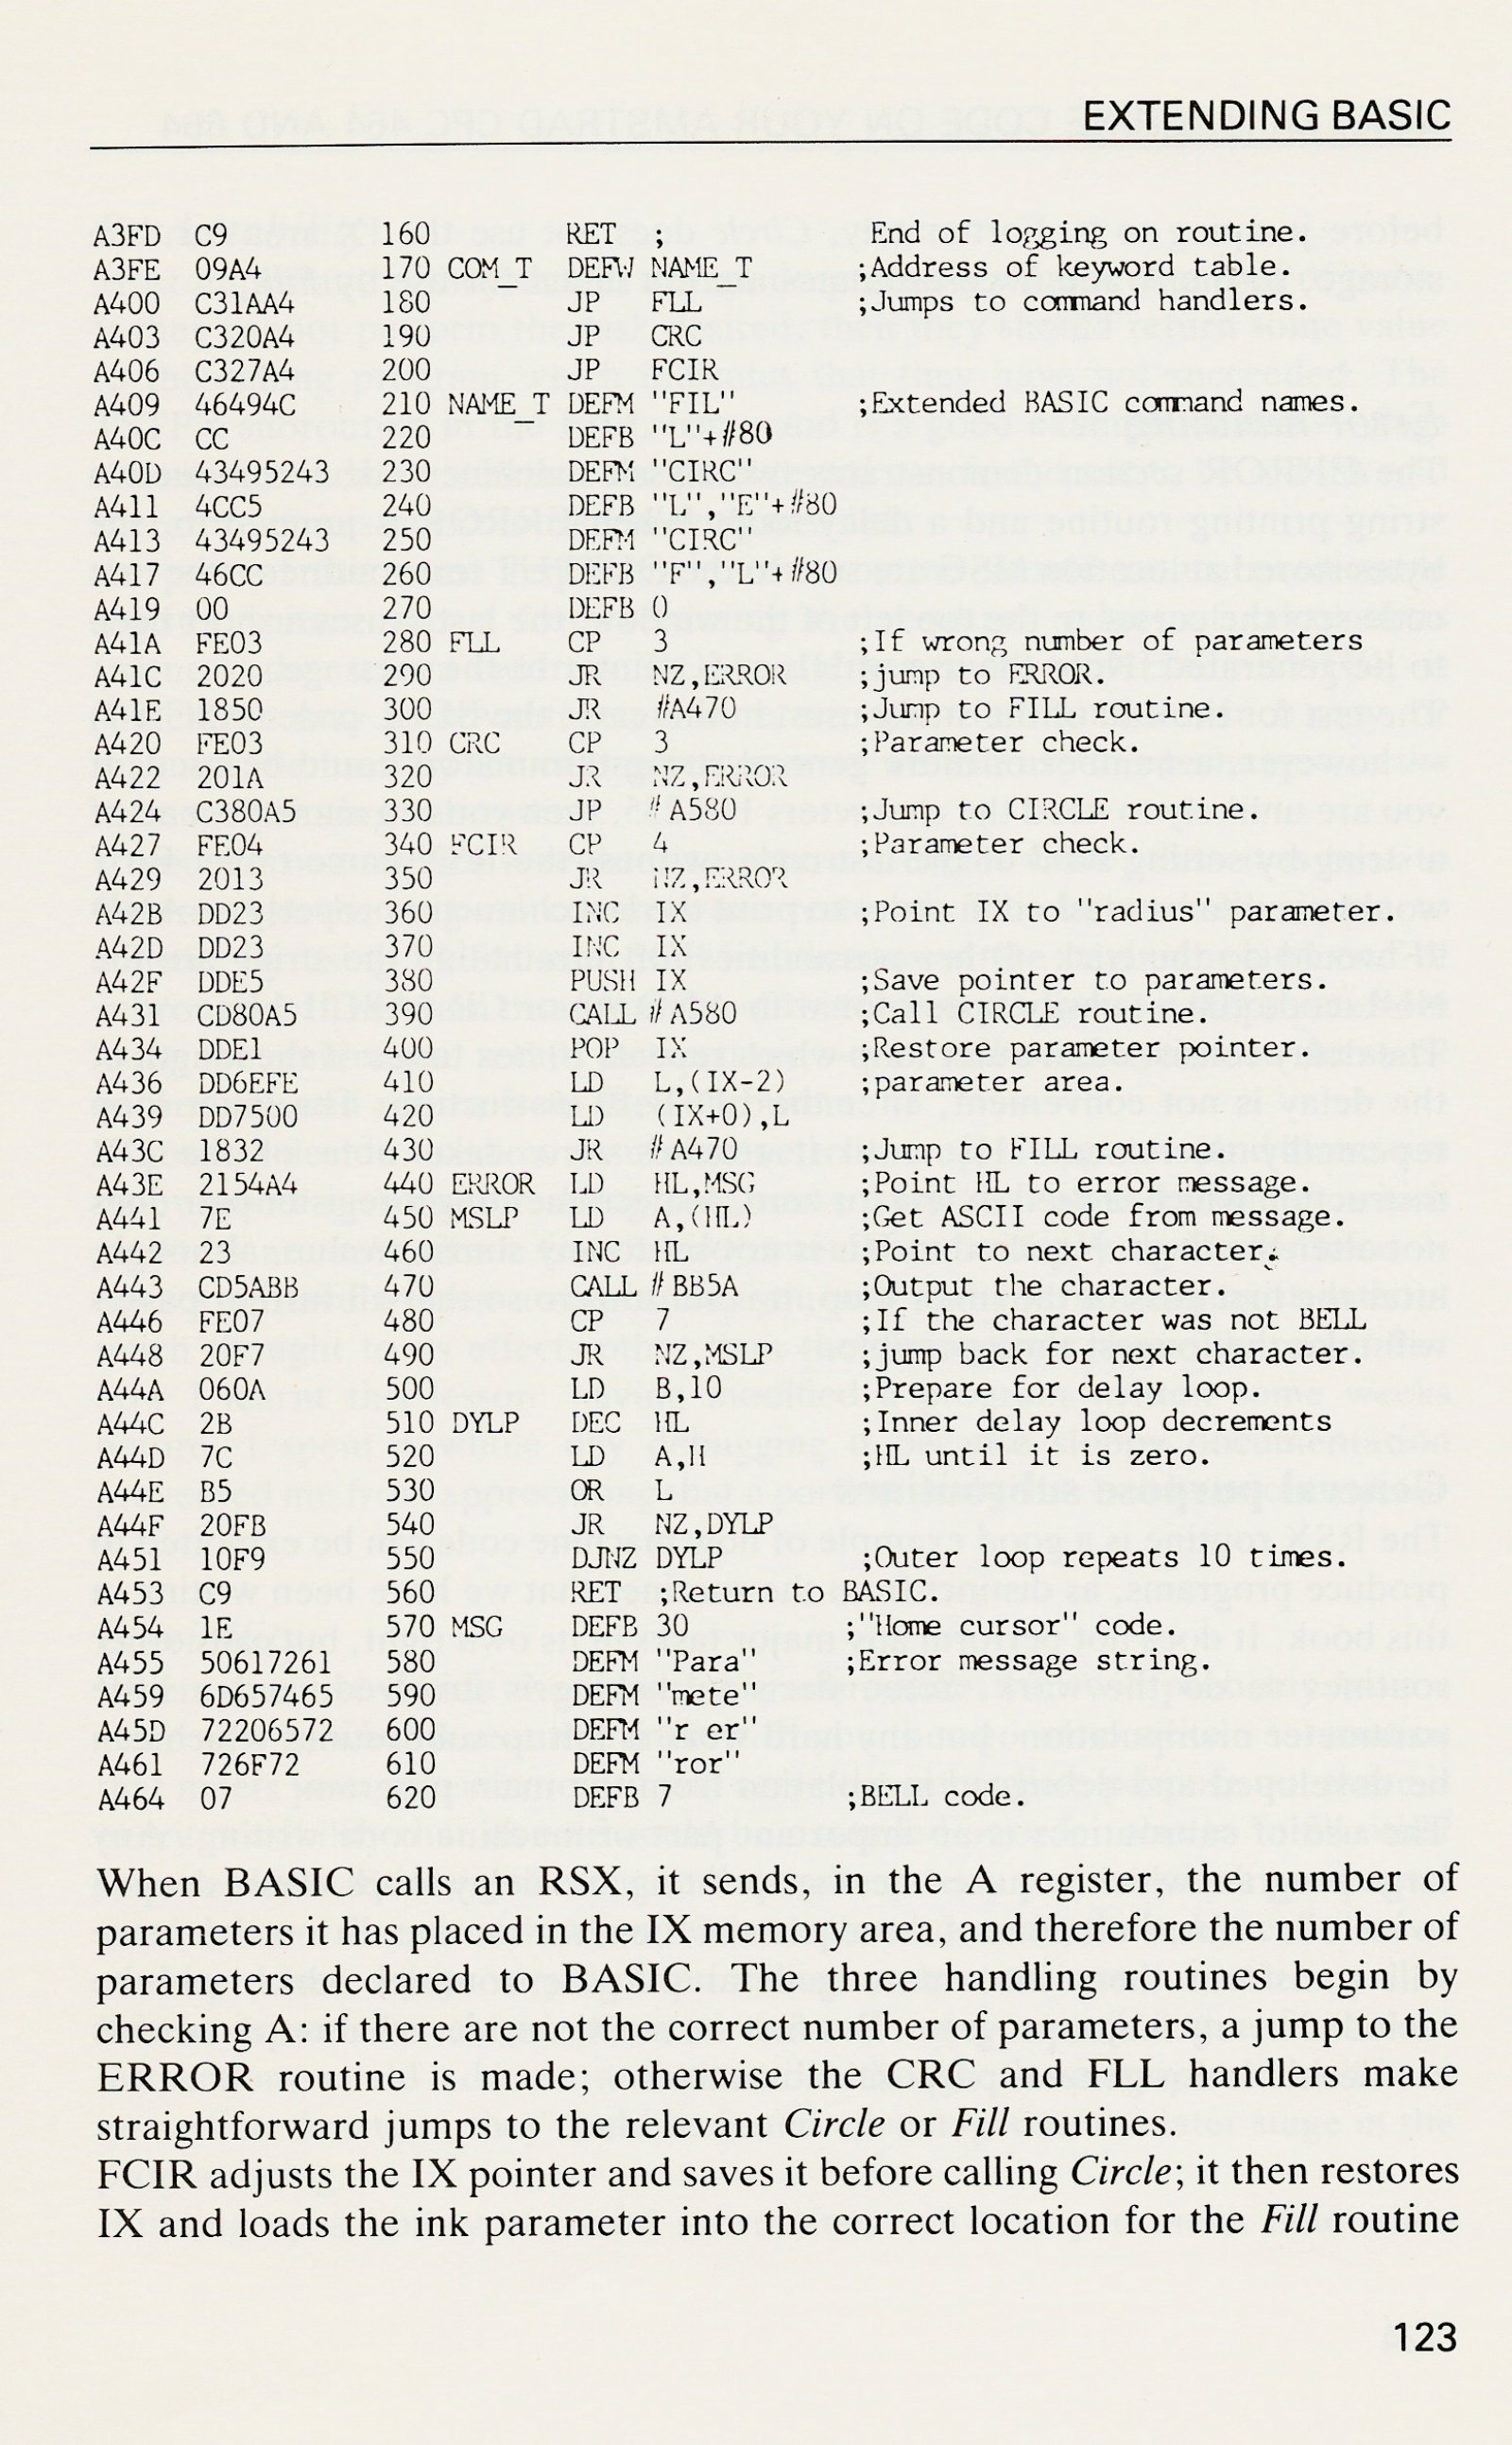 EXTENDING BASIC
A3FD C9 160 RET ; End of logging on routine.
A3FE 09A4 170 COM_T DEFW NAME_T ;Address of keyword table.
A400 C31AA4 180 JP FLL ;Jumps to command handlers.
A403 C320A4 190 JP CRC
A406 C327A4 200 JP FCIR
A409 46494C 210 NAME_T DEFM "FIL" ;Extended BASIC command names.
A40C CC 220 DEFB "L"+#80
A40D 43495243 230 DEFM "CIRC"
A411 4CC5 240 DEFB "L","E"+#80
A413 43495243 250 DEFM "CIRC"
A417 46CC 260 DEFB "F","L"+#80
A419 00 270 DEFB 0
A41A FE03 280 FLL CP 3 ;If wrong number of parameters
A41C 2020 290 JR NZ,ERROR ;jump to ERROR.
A41E 1850 300 JR #A470 ;Jump to FILL routine.
A420 FE03 310 CRC CP 3 ;Parameter check.
A422 201A 320 JR NZ,ERROR
A424 C380A5 330 JP #A580 ;Jump to CIRCLE routine.
A427 FE04 340 FCIR CP 4 ;Parameter check.
A429 2013 350 JR NZ,ERROR
A42B DD23 360 INC IX ;Point IX to "radius" parameter.
A42D DD23 370 INC IX
A42F DDE5 380 PUSH IX ;Save pointer to parameters.
A431 CD80A5 390 CALL #A580 ;Call CIRCLE routine.
A434 DDE1 400 POP IX ;Restore parameter pointer.
A436 DD6EFE 410 LD L,(IX-2) ;parameter area.
A439 DD7500 420 LD (IX+0),L
A43C 1832 430 JR #A470 ;Jump to FILL routine.
A43E 2154A4 440 ERROR LD HL,MSG ;Point HL to error message.
A441 7E 450 MSLP LD A,(HL) ;Get ASCII code from message.
A442 23 460 INC HL ;Point to next character.
A443 CD5ABB 470 CALL #BB5A ;Output the character.
A446 FE07 480 CP 7 ;If the character was not BELL
A448 20F7 490 JR NZ,MSLP ;jump back for next character.
A44A 060A 500 LD B,10 ;Prepare for delay loop.
A44C 2B 510 DYLP DEC HL ;Inner delay loop decrements
A44D 7C 520 LD A,H ;HL until it is zero.
A44E B5 530 OR L
A44F 20FB 540 JR NZ,DYLP
A451 10F9 550 DJNZ DYLP ;Outer loop repeats 10 times.
A453 C9 560 RET ;Return to BASIC.
A454 1E 570 MSG DEFB 30 ;"Home cursor" code.
A455 50617261 580 DEFM "Para" ;Error message string.
A459 6D657465 590 DEFM "mete"
A45D 72206572 600 DEFM "r er"
A461 726F72 610 DEFM "ror"
A464 07 620 DEFB 7 ;BELL code.
When BASIC calls an RSX, it sends, in the A register, the number of
parameters it has placed in the IX memory area, and therefore the number of
parameters declared to BASIC. The three handling routines begin by
checking A: if there are not the correct number of parameters, a jump to the
ERROR routine is made; otherwise the CRC and FLL handlers make
straightforward jumps to the relevant Circle or Fill routines.
FCIR adjusts the IX pointer and saves it before calling Circle; it then restores
IX and loads the ink parameter into the correct location for the Fill routine
123